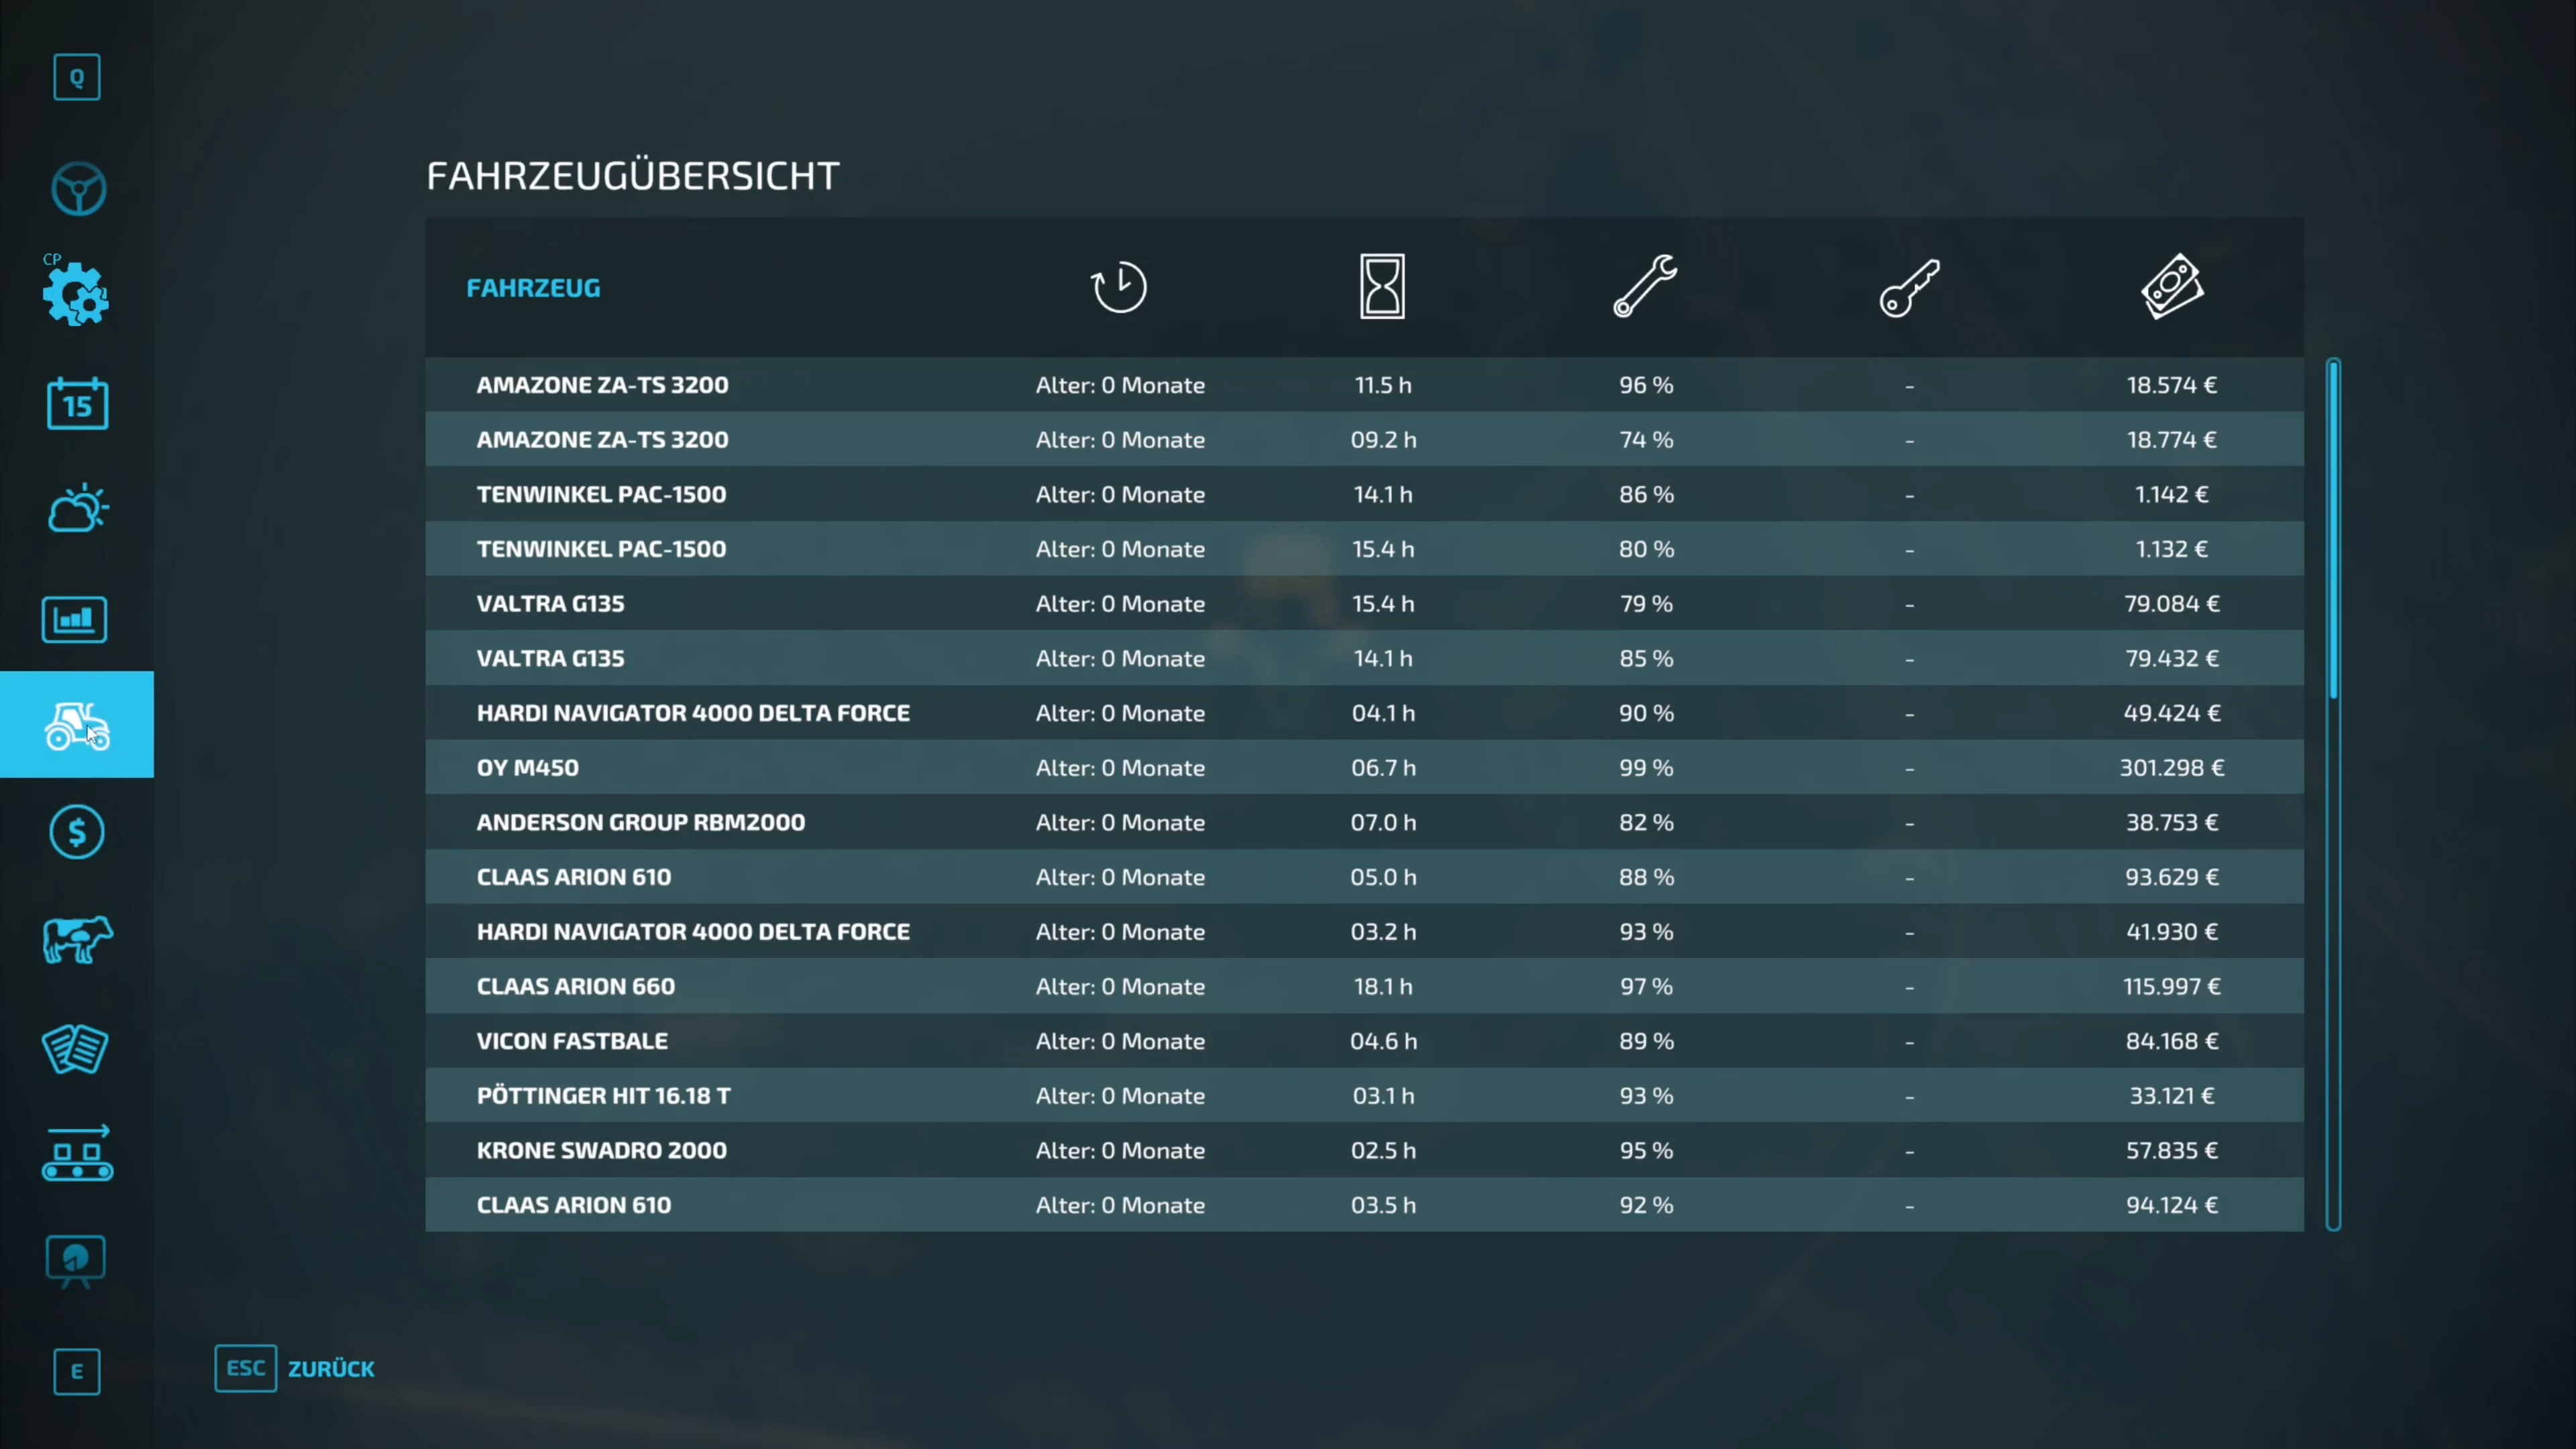 Q
CP
15
$
E
FAHRZEUGÜBERSICHT
FAHRZEUG
AMAZONE ZA-TS 3200 Alter: 0 Monate 11.5 h 96 % - 18.574 €
AMAZONE ZA-TS 3200 Alter: 0 Monate 09.2 h 74 % - 18.774 €
TENWINKEL PAC-1500 Alter: 0 Monate 14.1 h 86 % - 1.142 €
TENWINKEL PAC-1500 Alter: 0 Monate 15.4 h 80 % - 1.132 €
VALTRA G135 Alter: 0 Monate 15.4 h 79 % - 79.084 €
VALTRA G135 Alter: 0 Monate 14.1 h 85 % - 79.432 €
HARDI NAVIGATOR 4000 DELTA FORCE Alter: 0 Monate 04.1 h 90 % - 49.424 €
OY M450 Alter: 0 Monate 06.7 h 99 % - 301.298 €
ANDERSON GROUP RBM2000 Alter: 0 Monate 07.0 h 82 % - 38.753 €
CLAAS ARION 610 Alter: 0 Monate 05.0 h 88 % - 93.629 €
HARDI NAVIGATOR 4000 DELTA FORCE Alter: 0 Monate 03.2 h 93 % - 41.930 €
CLAAS ARION 660 Alter: 0 Monate 18.1 h 97 % - 115.997 €
VICON FASTBALE Alter: 0 Monate 04.6 h 89 % - 84.168 €
PÖTTINGER HIT 16.18 T Alter: 0 Monate 03.1 h 93 % - 33.121 €
KRONE SWADRO 2000 Alter: 0 Monate 02.5 h 95 % - 57.835 €
CLAAS ARION 610 Alter: 0 Monate 03.5 h 92 % - 94.124 €
ESC ZURÜCK